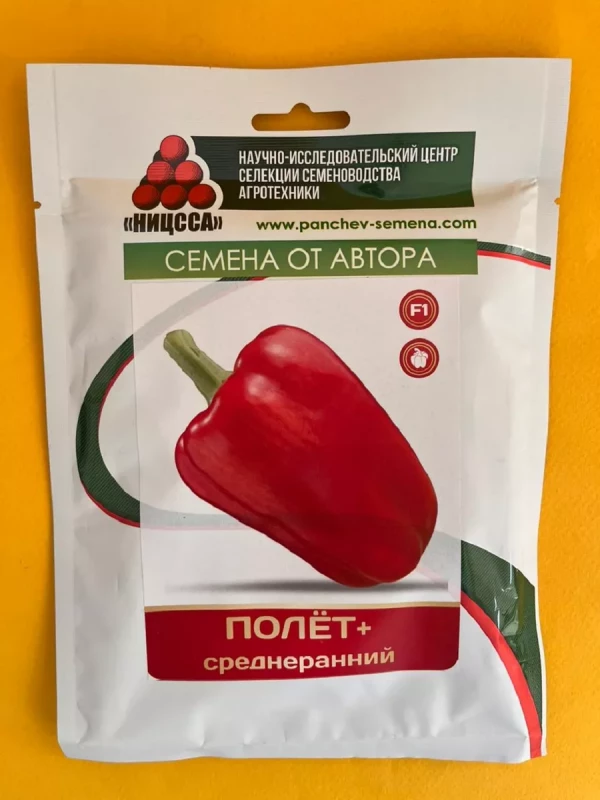 НАУЧНО-ИССЛЕДОВАТЕЛЬСКИЙ ЦЕНТР
СЕЛЕКЦИИ СЕМЕНОВОДСТВА
АГРОТЕХНИКИ
«НИЦССА»
www.panchev-semena.com
СЕМЕНА ОТ АВТОРА
F1
ПОЛЁТ+
среднеранний